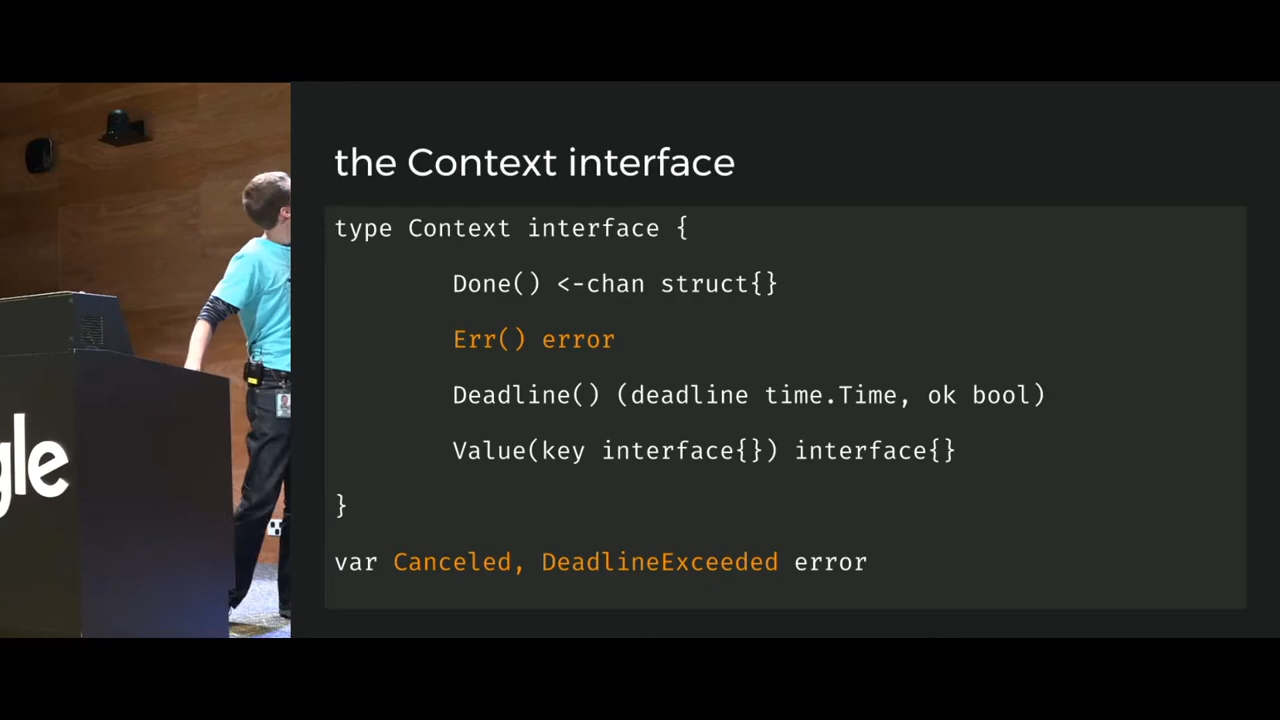 gle
the Context interface
type Context interface {
Done() <-chan struct{}
Err() error
Deadline() (deadline time.Time, ok bool)
Value(key interface{}) interface{}
}
var Canceled, DeadlineExceeded error